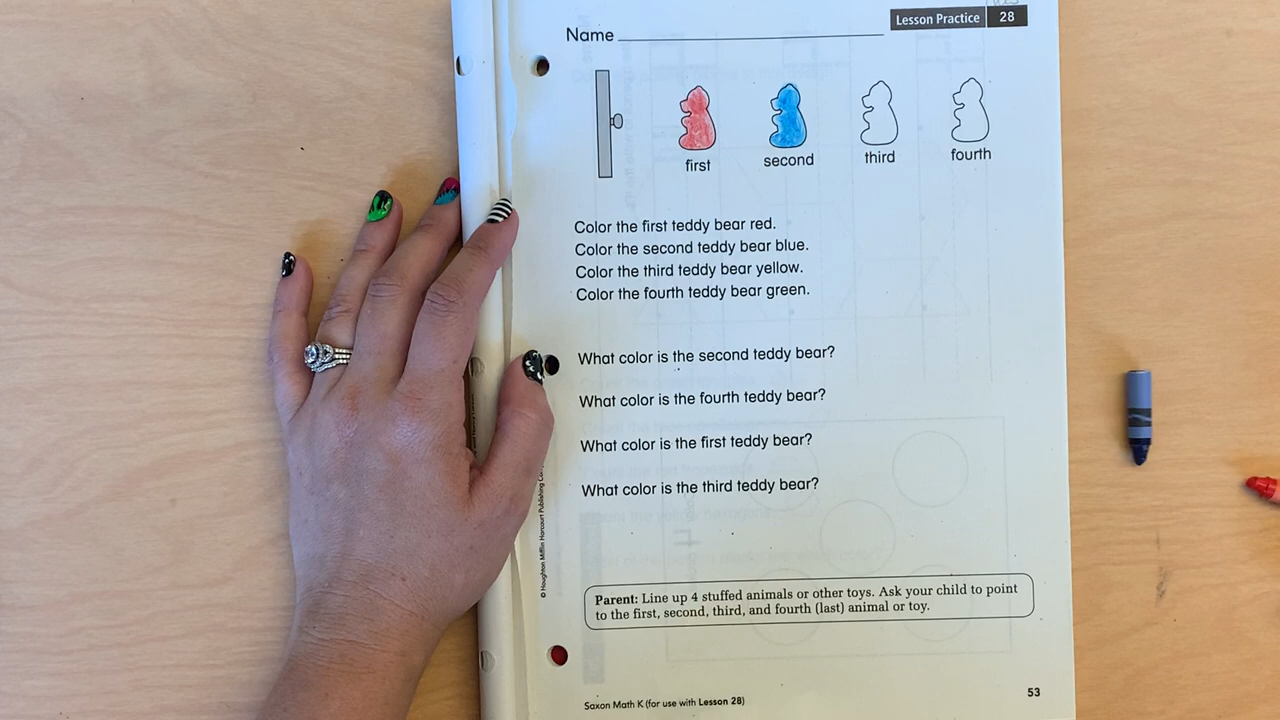 Lesson Practice 28
Name
first second third fourth
Color the first teddy bear red.
Color the second teddy bear blue.
Color the third teddy bear yellow.
Color the fourth teddy bear green.
What color is the second teddy bear?
What color is the fourth teddy bear?
What color is the first teddy bear?
What color is the third teddy bear?
Parent: Line up 4 stuffed animals or other toys. Ask your child to point
to the first, second, third, and fourth (last) animal or toy.
© Houghton Mifflin Harcourt Publishing
Saxon Math K (for use with Lesson 28)
53